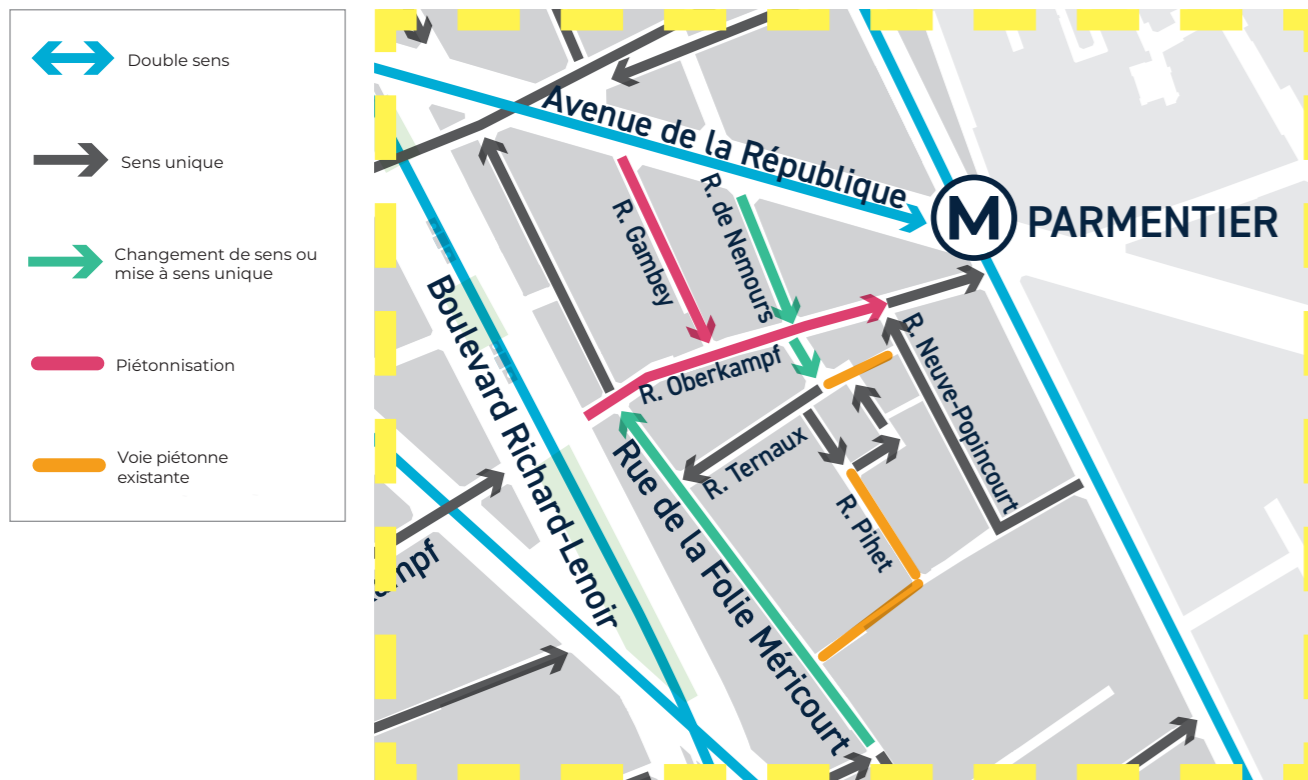 Double sens
Sens unique
Changement de sens ou
mise à sens unique
Piétonnisation
Voie piétonne
existante
Avenue de la République
M PARMENTIER
R. Gambey
R. de Nemours
R. Oberkampf
R. Neuve-Popincourt
R. Ternaux
R. Pihet
Boulevard Richard-Lenoir
Rue de la Folie Méricourt
ampf